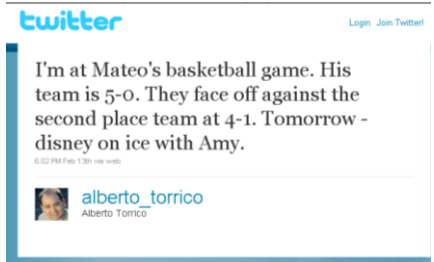 twitter
Login Join Twitter!
I'm at Mateo's basketball game. His
team is 5-0. They face off against the
second place team at 4-1. Tomorrow -
disney on ice with Amy.
6:02 PM Feb 13th via web
alberto_torrico
Alberto Torrico